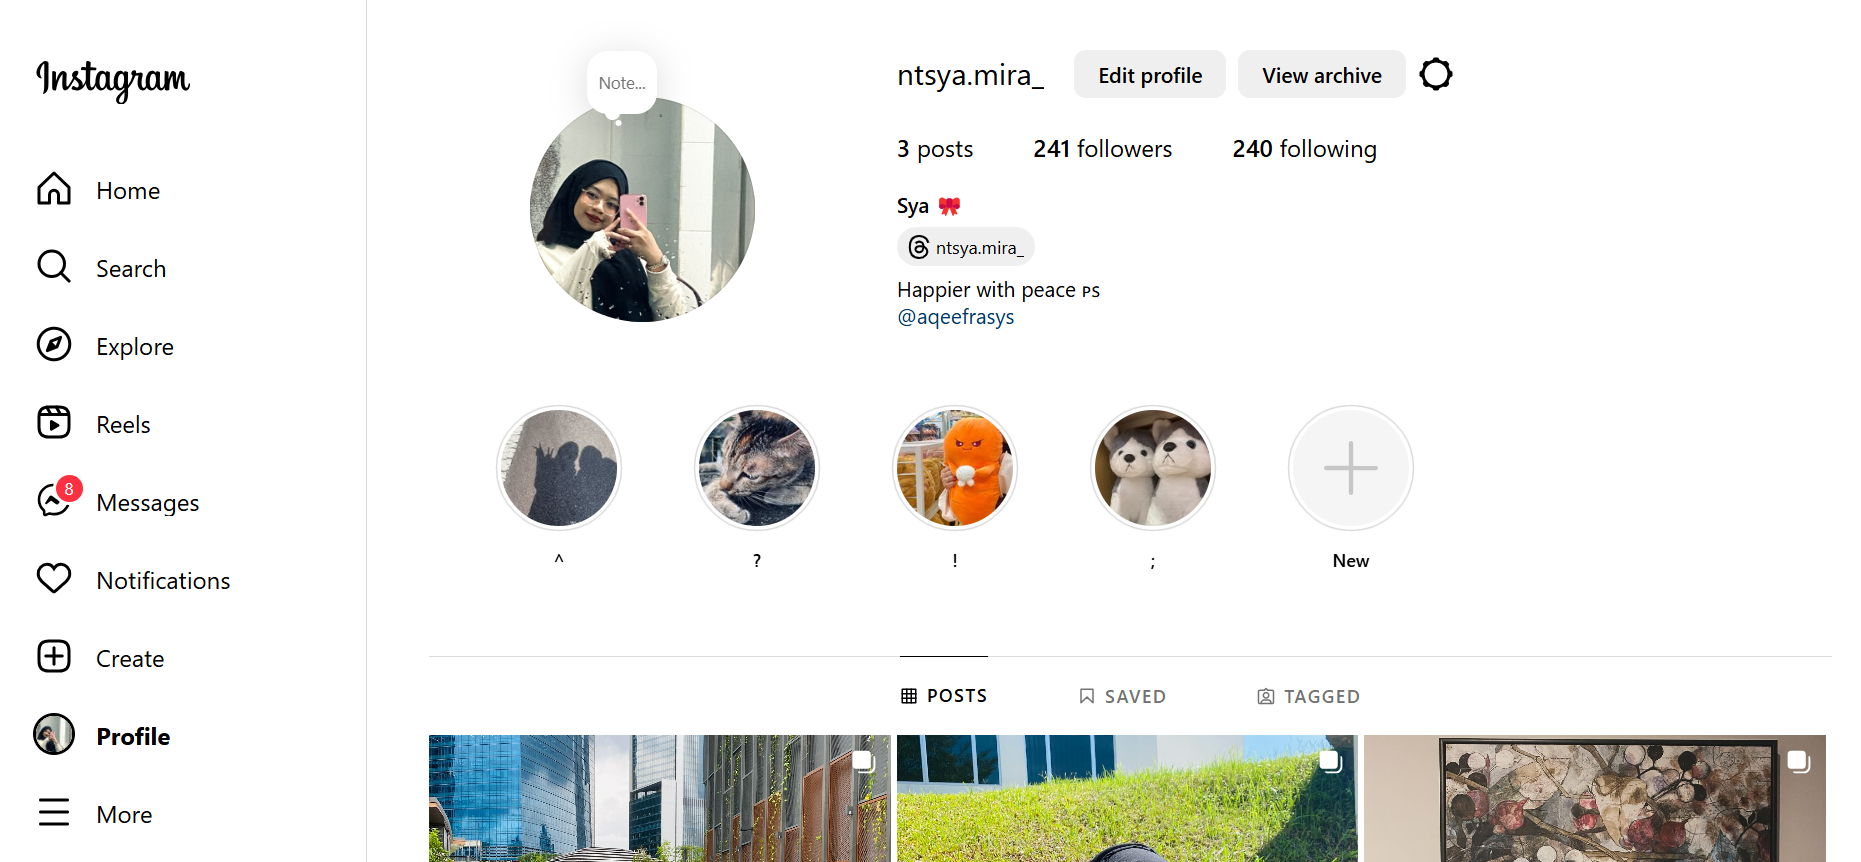 Instagram
Home
Search
Explore
Reels
8
Messages
Notifications
Create
Profile
More
Note...
ntsya.mira_
Edit profile
View archive
3 posts
241 followers
240 following
Sya 🎀
ntsya.mira_
Happier with peace ᴘs
@aqeefrasys
^
?
!
;
New
POSTS
SAVED
TAGGED